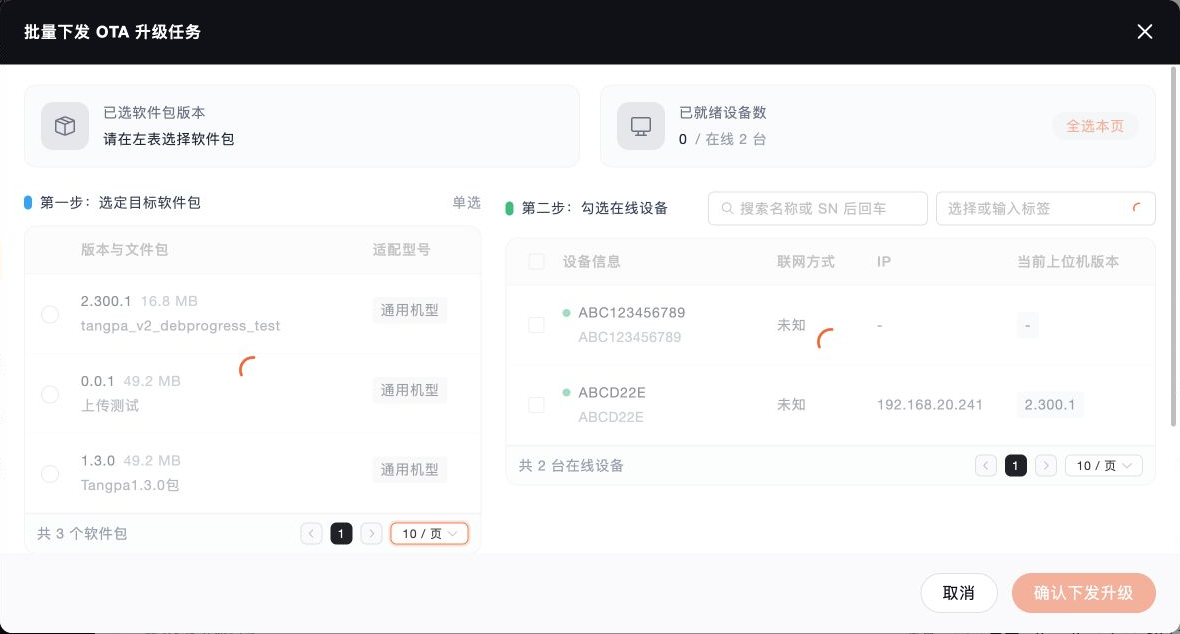 批量下发 OTA 升级任务
已选软件包版本
请在左表选择软件包
已就绪设备数
0 / 在线 2 台
全选本页
第一步：选定目标软件包
单选
版本与文件包
适配型号
2.300.1 16.8 MB
tangpa_v2_debprogress_test
通用机型
0.0.1 49.2 MB
上传测试
通用机型
1.3.0 49.2 MB
Tangpa1.3.0包
通用机型
共 3 个软件包
1
10 / 页
第二步：勾选在线设备
搜索名称或 SN 后回车
选择或输入标签
设备信息
联网方式
IP
当前上位机版本
ABC123456789
ABC123456789
未知
-
-
ABCD22E
ABCD22E
未知
192.168.20.241
2.300.1
共 2 台在线设备
1
10 / 页
取消
确认下发升级